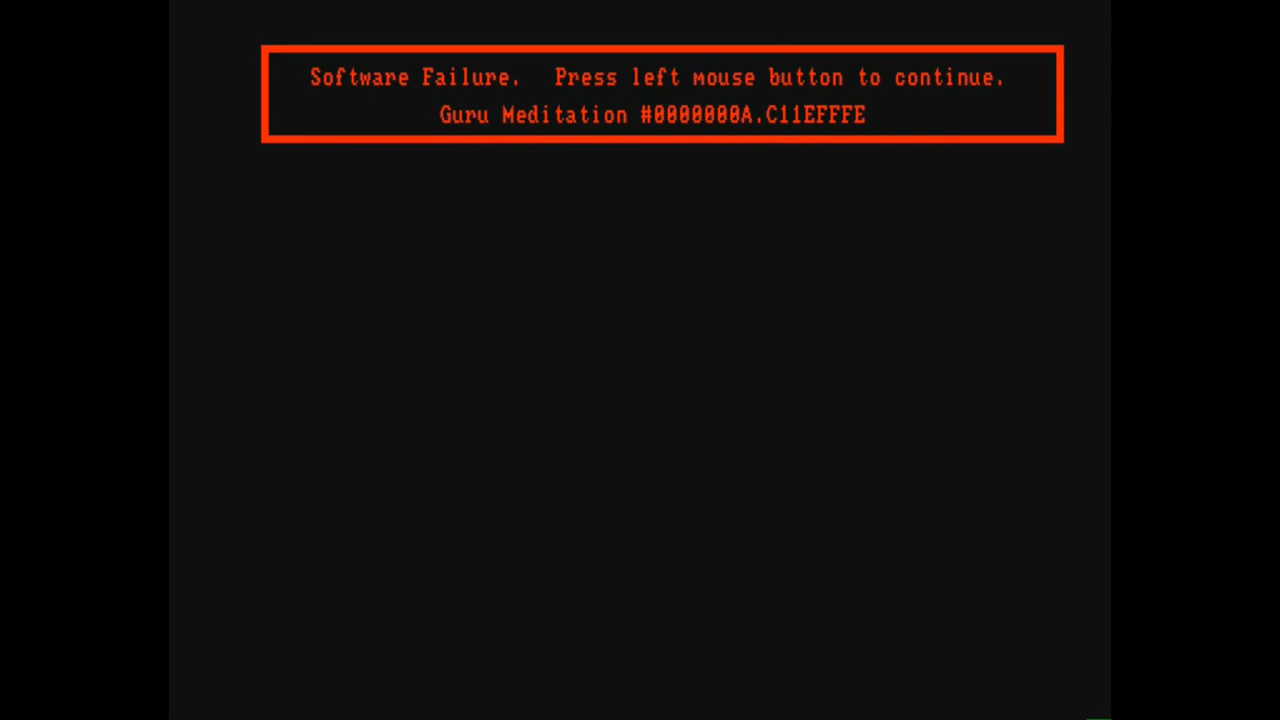 Software Failure.  Press left mouse button to continue.
Guru Meditation #0000000A.C11EFFFE